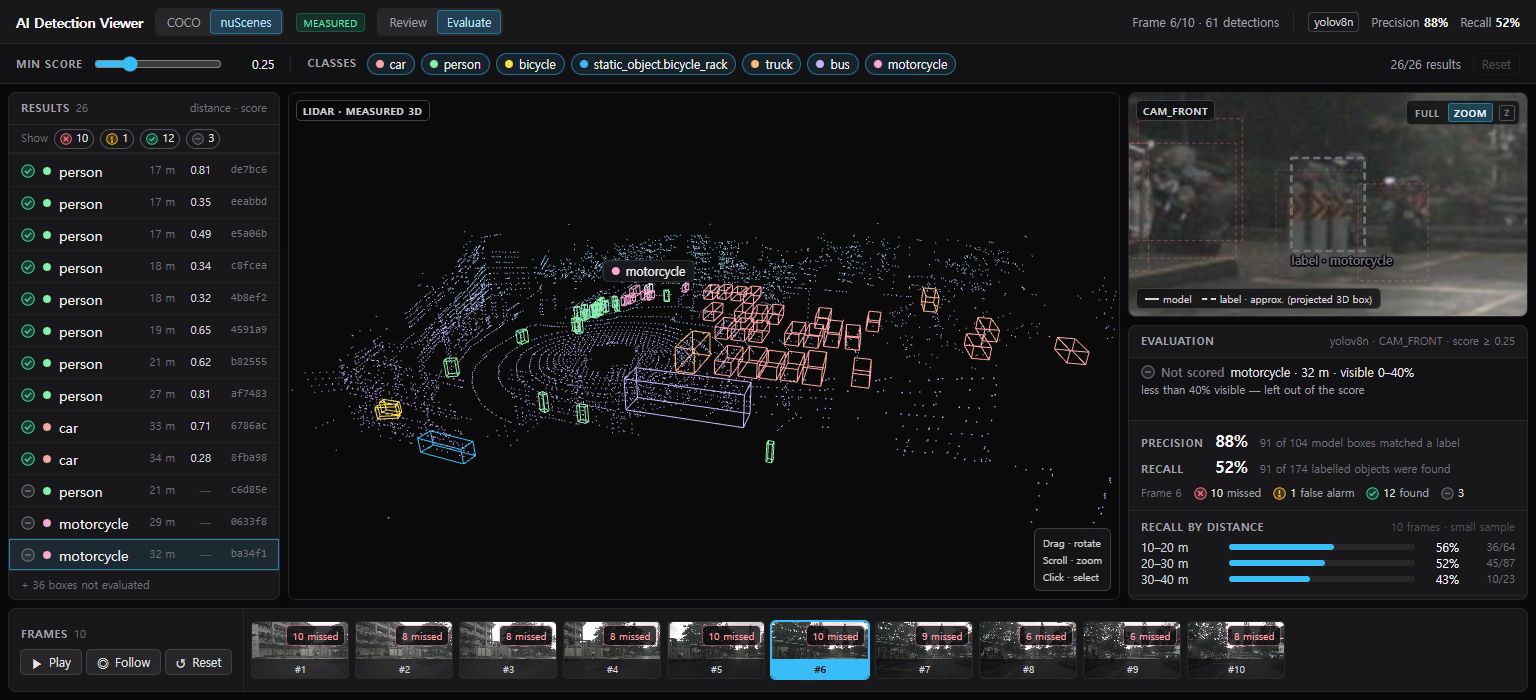 AI Detection Viewer COCO nuScenes MEASURED Review Evaluate Frame 6/10 · 61 detections yolov8n Precision 88% Recall 52%
MIN SCORE 0.25 CLASSES car person bicycle static_object.bicycle_rack truck bus motorcycle 26/26 results Reset
RESULTS 26 distance · score
Show 10 1 12 3
person 17 m 0.81 de7bc6
person 17 m 0.35 eeabbd
person 17 m 0.49 e5a06b
person 18 m 0.34 c8fcea
person 18 m 0.32 4b8ef2
person 19 m 0.65 4591a9
person 21 m 0.62 b82555
person 27 m 0.81 af7483
car 33 m 0.71 6786ac
car 34 m 0.28 8fba98
person 21 m — c6d85e
motorcycle 29 m — 0633f8
motorcycle 32 m — ba34f1
+ 36 boxes not evaluated
LIDAR · MEASURED 3D
motorcycle
Drag · rotate
Scroll · zoom
Click · select
CAM_FRONT FULL ZOOM Z
label · motorcycle
model label · approx. (projected 3D box)
EVALUATION yolov8n · CAM_FRONT · score ≥ 0.25
Not scored motorcycle · 32 m · visible 0–40%
less than 40% visible — left out of the score
PRECISION 88% 91 of 104 model boxes matched a label
RECALL 52% 91 of 174 labelled objects were found
Frame 6 10 missed 1 false alarm 12 found 3
RECALL BY DISTANCE 10 frames · small sample
10–20 m 56% 36/64
20–30 m 52% 45/87
30–40 m 43% 10/23
FRAMES 10
Play Follow Reset
10 missed 8 missed 8 missed 8 missed 10 missed 10 missed 9 missed 6 missed 6 missed 8 missed
#1 #2 #3 #4 #5 #6 #7 #8 #9 #10